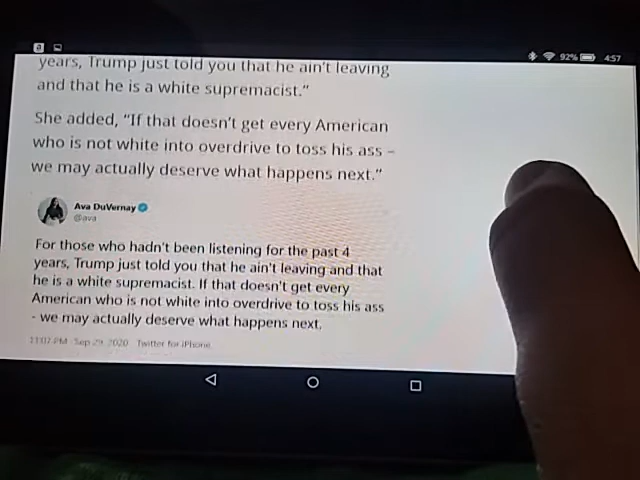 92% 4:57
years, Trump just told you that he ain't leaving
and that he is a white supremacist."
She added, "If that doesn't get every American
who is not white into overdrive to toss his ass –
we may actually deserve what happens next."
Ava DuVernay
@ava
For those who hadn't been listening for the past 4
years, Trump just told you that he ain't leaving and that
he is a white supremacist. If that doesn't get every
American who is not white into overdrive to toss his ass
- we may actually deserve what happens next.
11:07 PM · Sep 29, 2020 · Twitter for iPhone